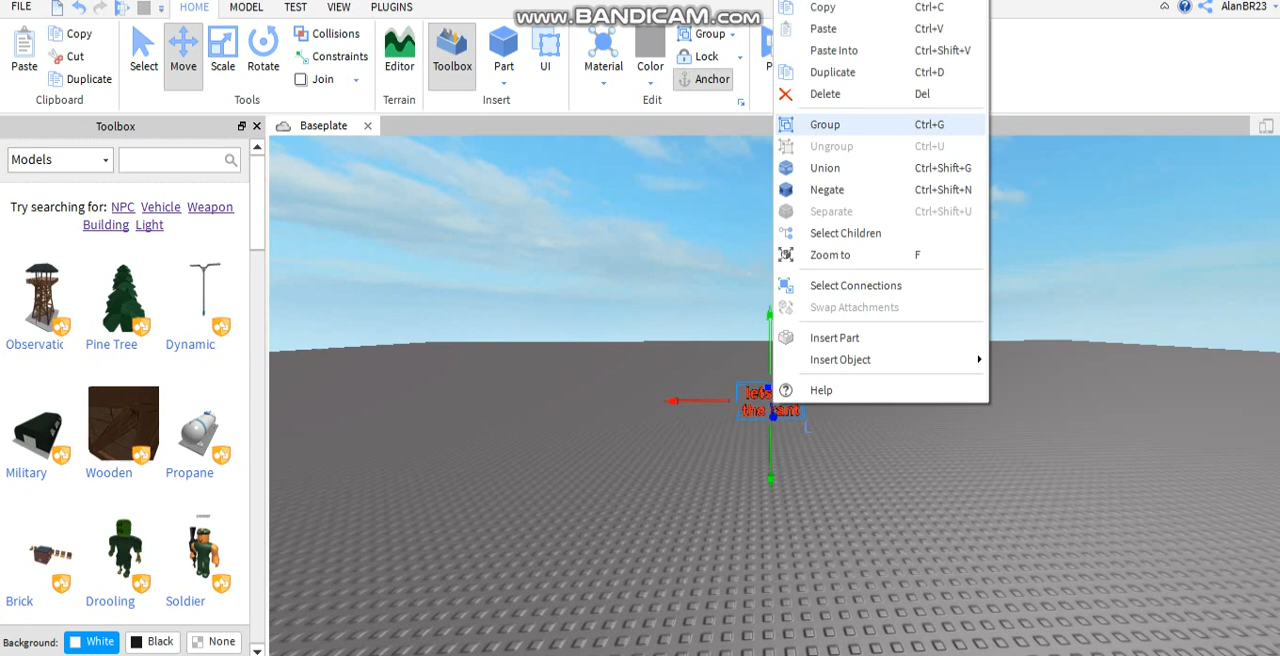 www.BANDICAM.com
FILE HOME MODEL TEST VIEW PLUGINS AlanBR23
Paste Copy Cut Duplicate Clipboard
Select Move Scale Rotate Collisions Constraints Join Tools
Editor Terrain
Toolbox Part UI Insert
Material Color Group Lock Anchor Edit
Toolbox
Models
Try searching for: NPC Vehicle Weapon
Building Light
Observatic Pine Tree Dynamic
Military Wooden Propane
Brick Drooling Soldier
Background: White Black None
Baseplate
Copy Ctrl+C
Paste Ctrl+V
Paste Into Ctrl+Shift+V
Duplicate Ctrl+D
Delete Del
Group Ctrl+G
Ungroup Ctrl+U
Union Ctrl+Shift+G
Negate Ctrl+Shift+N
Separate Ctrl+Shift+U
Select Children
Zoom to F
Select Connections
Swap Attachments
Insert Part
Insert Object
Help
lets
the